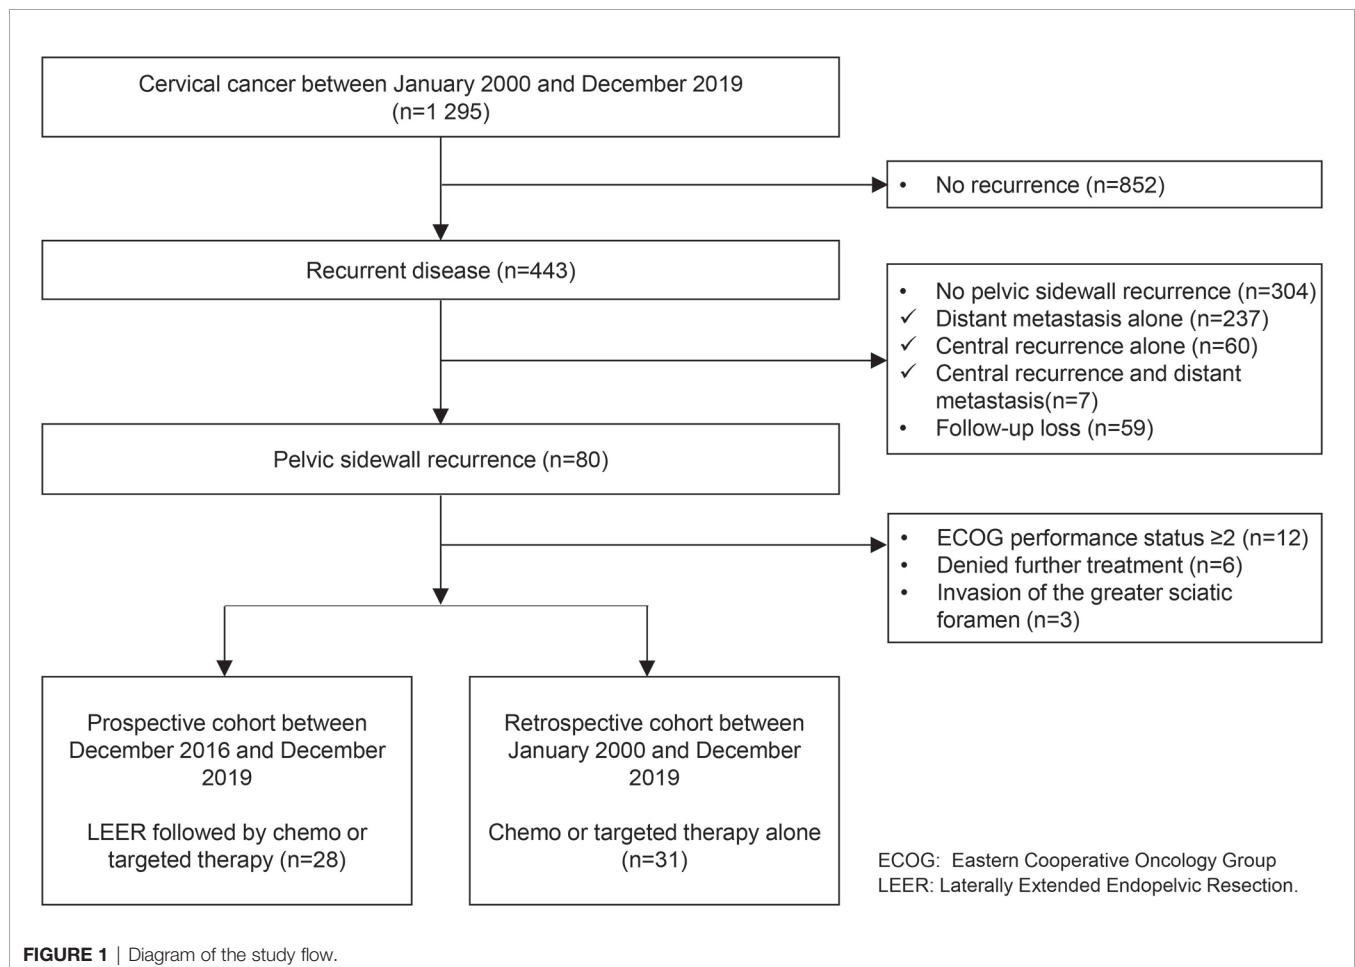 Cervical cancer between January 2000 and December 2019
(n=1 295)
• No recurrence (n=852)
Recurrent disease (n=443)
• No pelvic sidewall recurrence (n=304)
✓ Distant metastasis alone (n=237)
✓ Central recurrence alone (n=60)
✓ Central recurrence and distant
metastasis(n=7)
• Follow-up loss (n=59)
Pelvic sidewall recurrence (n=80)
• ECOG performance status ≥2 (n=12)
• Denied further treatment (n=6)
• Invasion of the greater sciatic
foramen (n=3)
Prospective cohort between
December 2016 and December
2019
LEER followed by chemo or
targeted therapy (n=28)
Retrospective cohort between
January 2000 and December
2019
Chemo or targeted therapy alone
(n=31)
ECOG: Eastern Cooperative Oncology Group
LEER: Laterally Extended Endopelvic Resection.
FIGURE 1 | Diagram of the study flow.